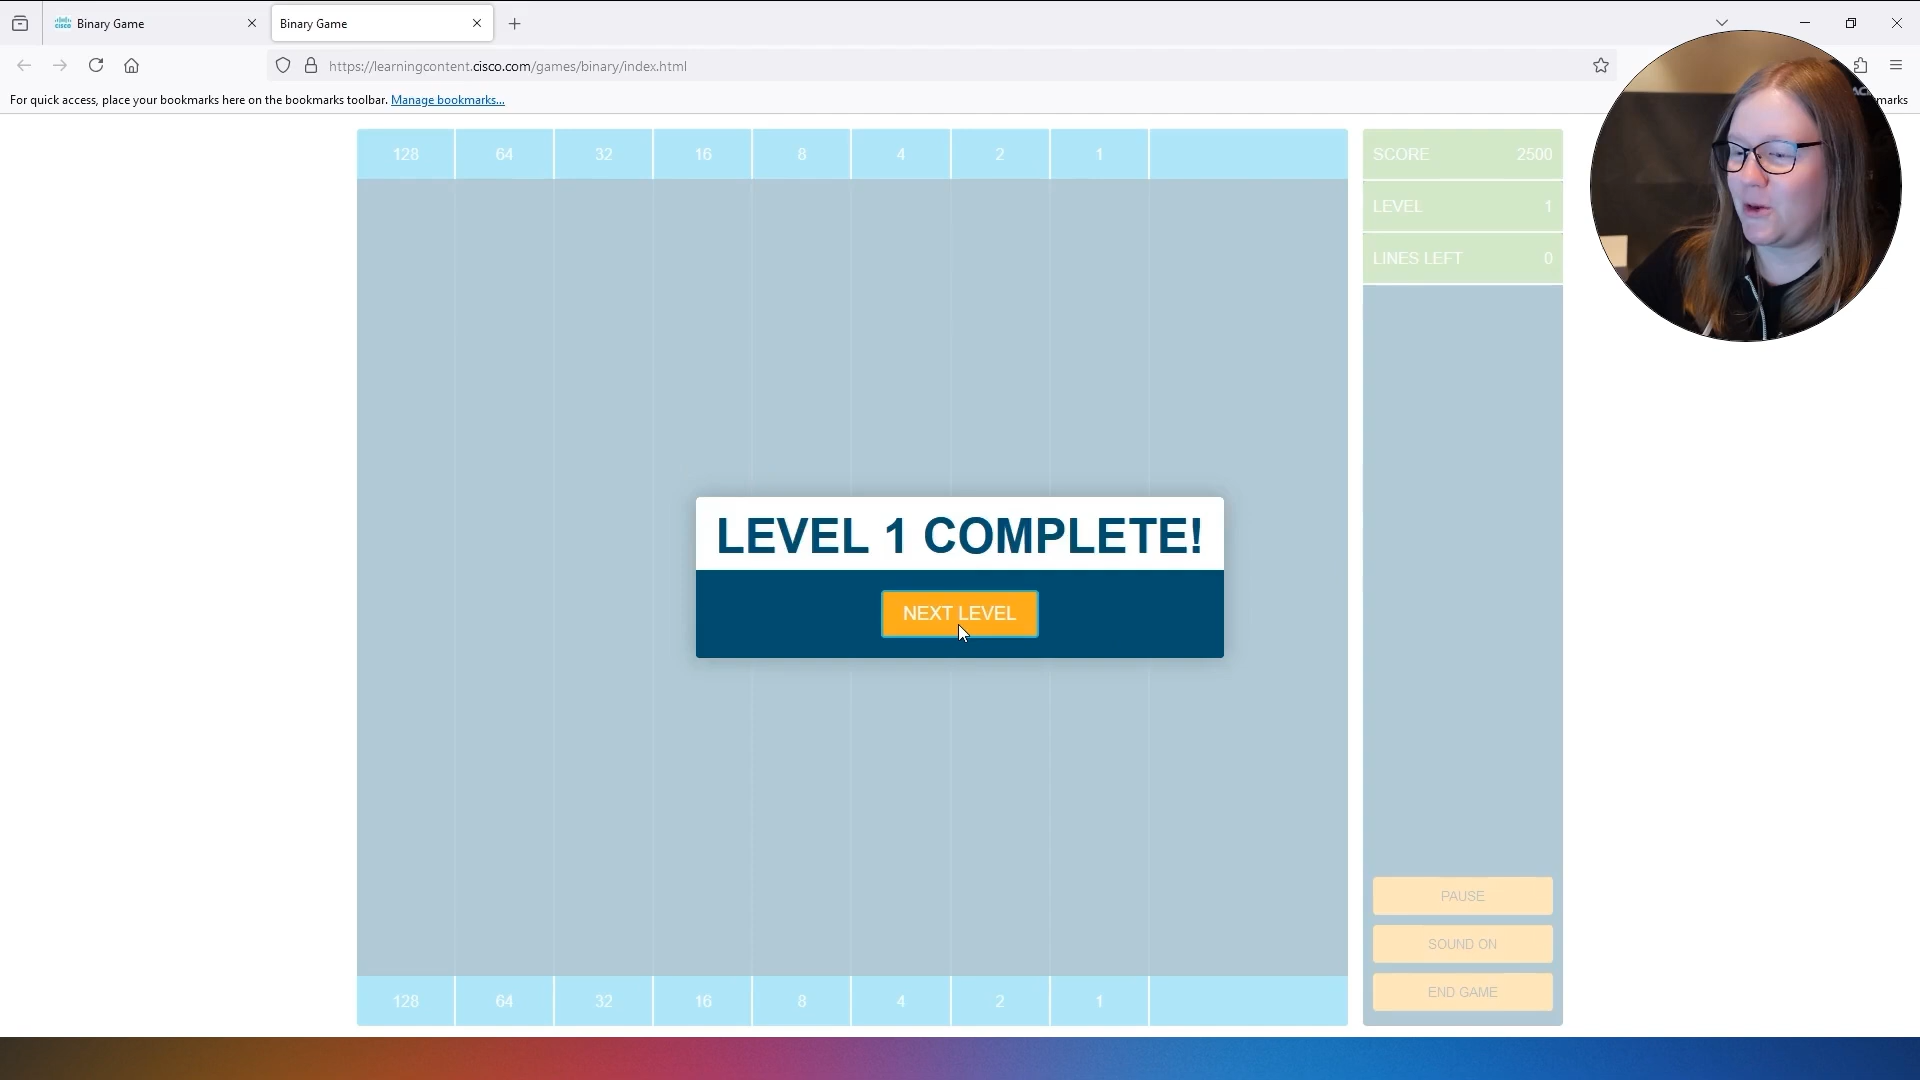 Binary Game
Binary Game
https://learningcontent.cisco.com/games/binary/index.html
For quick access, place your bookmarks here on the bookmarks toolbar. Manage bookmarks...
marks
128 64 32 16 8 4 2 1
SCORE 2500
LEVEL 1
LINES LEFT 0
LEVEL 1 COMPLETE!
NEXT LEVEL
PAUSE
SOUND ON
END GAME
128 64 32 16 8 4 2 1